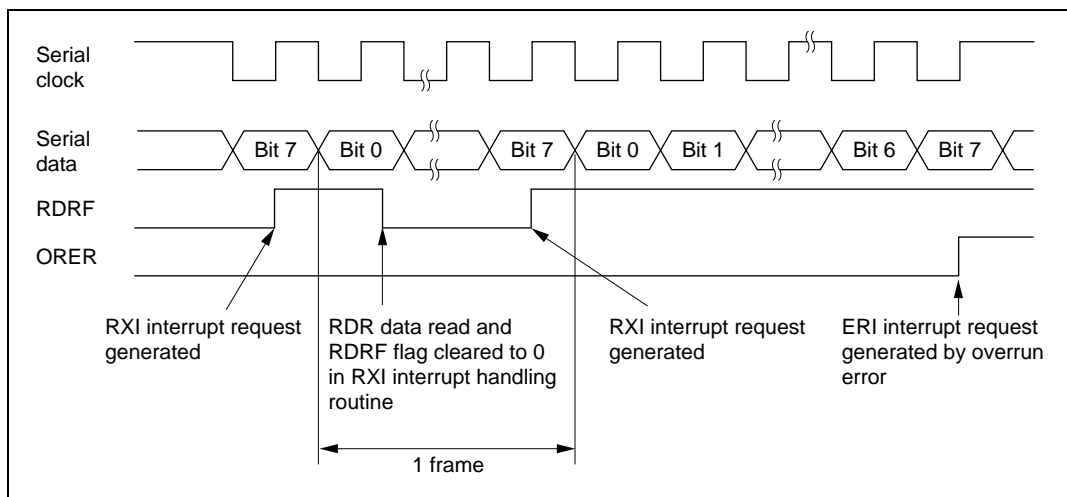 Serial
clock
Serial
data
Bit 7 Bit 0 Bit 7 Bit 0 Bit 1 Bit 6 Bit 7
RDRF
ORER
RXI interrupt request
generated
RDR data read and
RDRF flag cleared to 0
in RXI interrupt handling
routine
RXI interrupt request
generated
ERI interrupt request
generated by overrun
error
1 frame